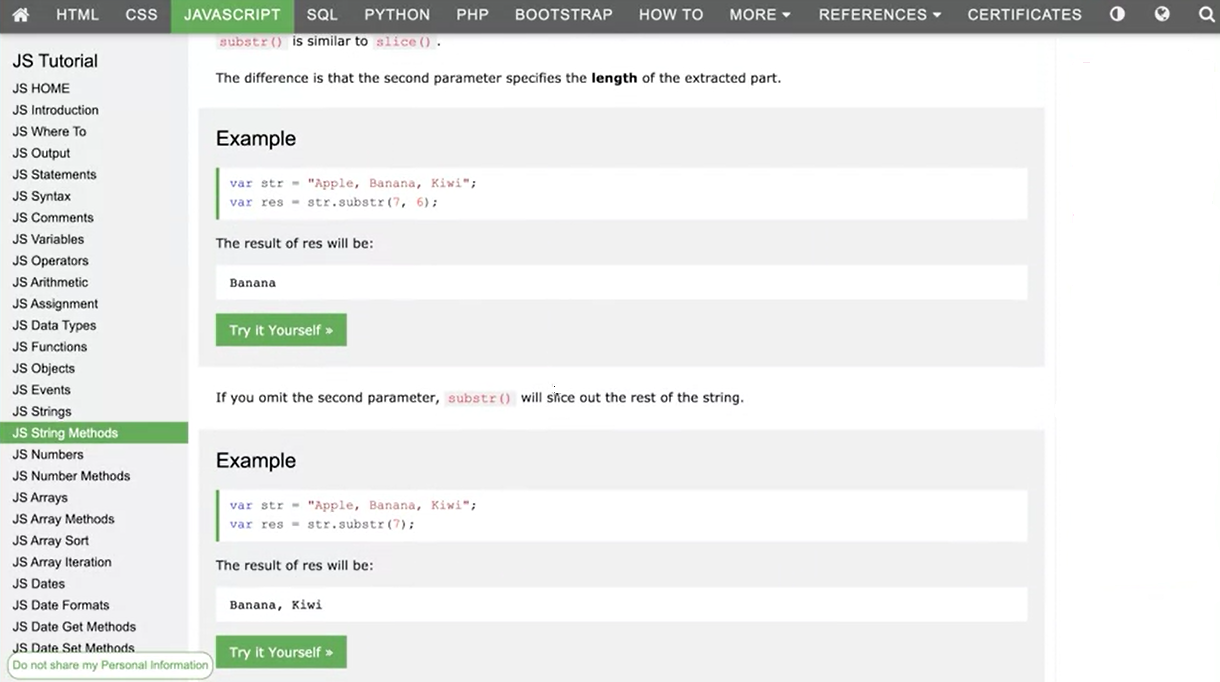 HTML CSS JAVASCRIPT SQL PYTHON PHP BOOTSTRAP HOW TO MORE REFERENCES CERTIFICATES
JS Tutorial
JS HOME
JS Introduction
JS Where To
JS Output
JS Statements
JS Syntax
JS Comments
JS Variables
JS Operators
JS Arithmetic
JS Assignment
JS Data Types
JS Functions
JS Objects
JS Events
JS Strings
JS String Methods
JS Numbers
JS Number Methods
JS Arrays
JS Array Methods
JS Array Sort
JS Array Iteration
JS Dates
JS Date Formats
JS Date Get Methods
JS Date Set Methods
Do not share my Personal Information
substr() is similar to slice().
The difference is that the second parameter specifies the length of the extracted part.
Example
var str = "Apple, Banana, Kiwi";
var res = str.substr(7, 6);
The result of res will be:
Banana
Try it Yourself »
If you omit the second parameter, substr() will slice out the rest of the string.
Example
var str = "Apple, Banana, Kiwi";
var res = str.substr(7);
The result of res will be:
Banana, Kiwi
Try it Yourself »